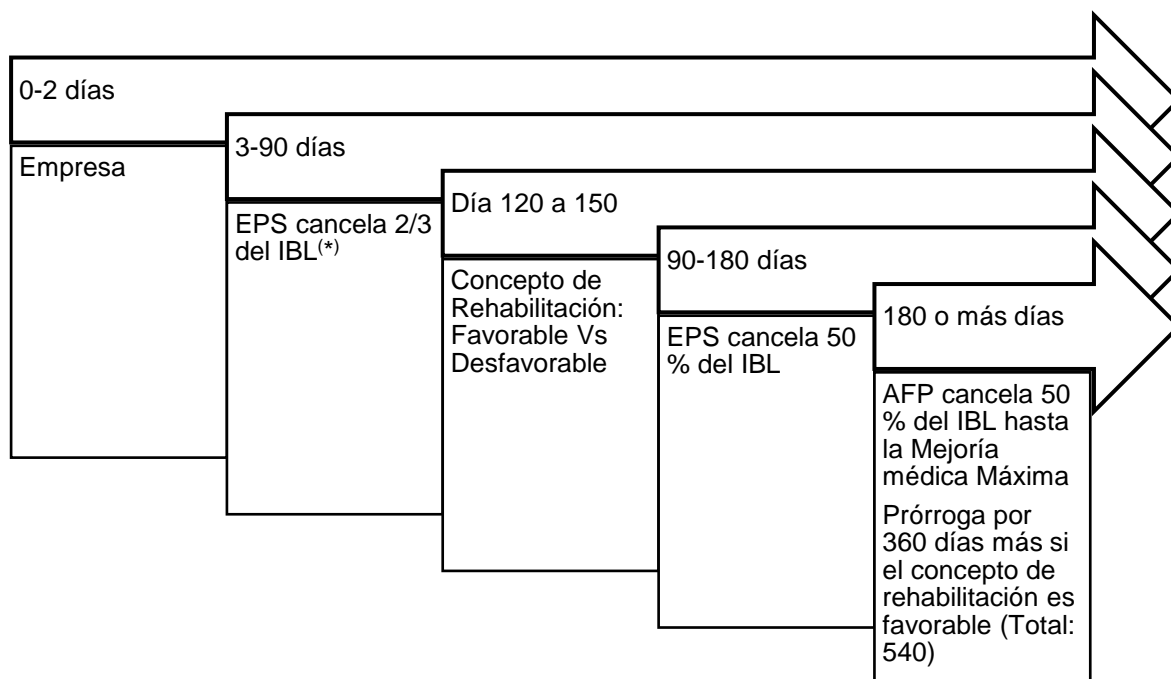 0-2 días
Empresa
3-90 días
EPS cancela 2/3
del IBL(*)
Día 120 a 150
Concepto de
Rehabilitación:
Favorable Vs
Desfavorable
90-180 días
EPS cancela 50
% del IBL
180 o más días
AFP cancela 50
% del IBL hasta
la Mejoría
médica Máxima
Prórroga por
360 días más si
el concepto de
rehabilitación es
favorable (Total:
540)